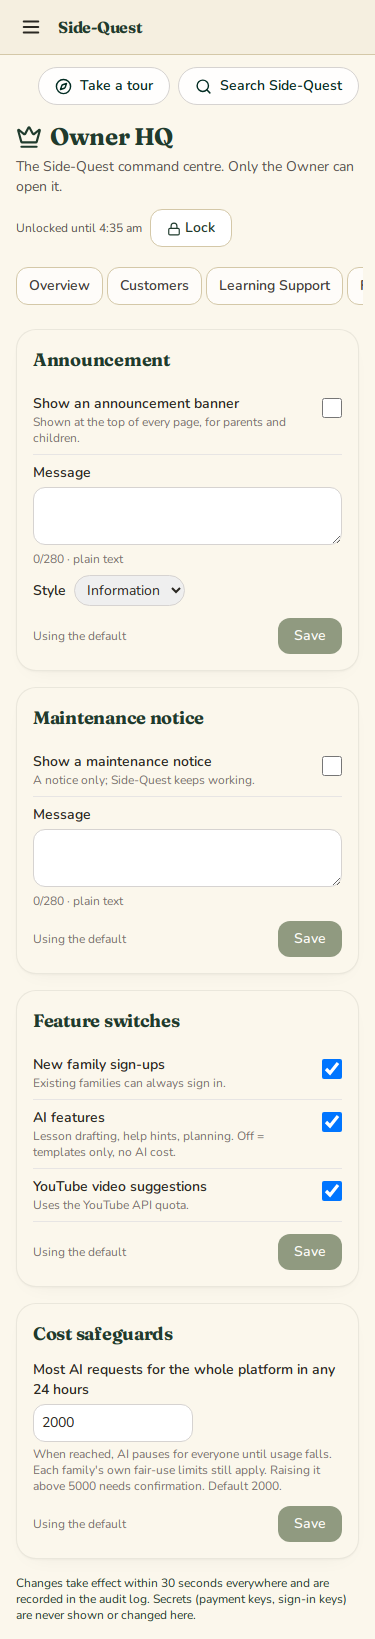 Side-Quest
Take a tour
Search Side-Quest
Owner HQ
The Side-Quest command centre. Only the Owner can
open it.
Unlocked until 4:35 am
Lock
Overview
Customers
Learning Support
Announcement
Show an announcement banner
Shown at the top of every page, for parents and
children.
Message
0/280 · plain text
Style
Information
Using the default
Save
Maintenance notice
Show a maintenance notice
A notice only; Side-Quest keeps working.
Message
0/280 · plain text
Using the default
Save
Feature switches
New family sign-ups
Existing families can always sign in.
AI features
Lesson drafting, help hints, planning. Off =
templates only, no AI cost.
YouTube video suggestions
Uses the YouTube API quota.
Using the default
Save
Cost safeguards
Most AI requests for the whole platform in any
24 hours
2000
When reached, AI pauses for everyone until usage falls.
Each family's own fair-use limits still apply. Raising it
above 5000 needs confirmation. Default 2000.
Using the default
Save
Changes take effect within 30 seconds everywhere and are
recorded in the audit log. Secrets (payment keys, sign-in keys)
are never shown or changed here.